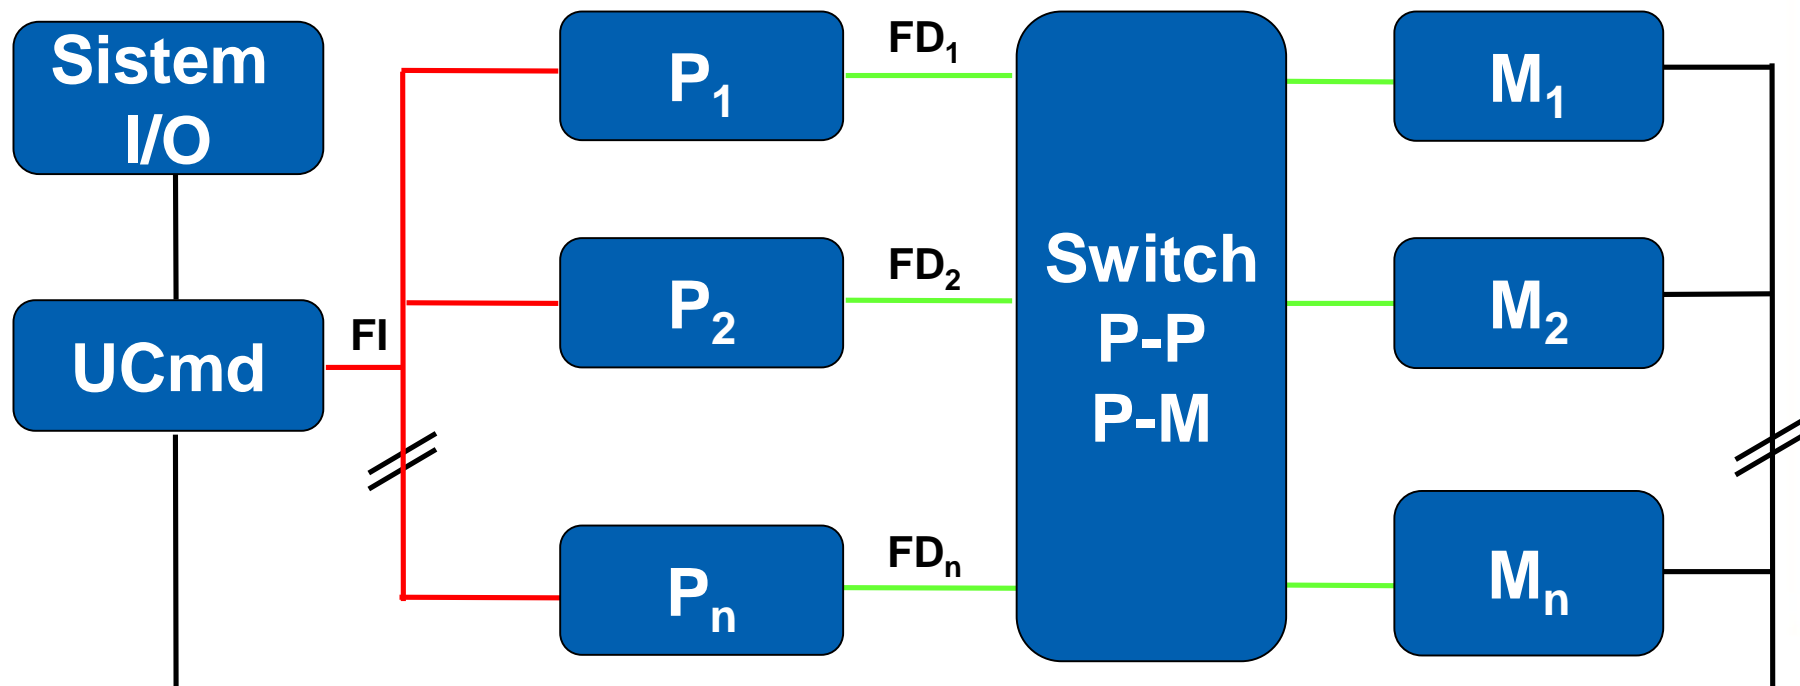 Sistem
I/O
UCmd
FI
P₁
P₂
Pₙ
FD₁
FD₂
FDₙ
Switch
P-P
P-M
M₁
M₂
Mₙ